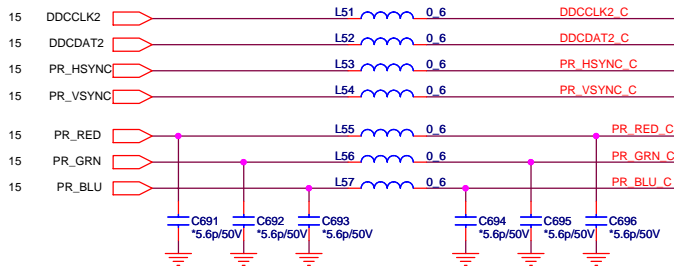 15 DDCCLK2 L51 0_6 DDCCLK2_C
15 DDCDAT2 L52 0_6 DDCDAT2_C
15 PR_HSYNC L53 0_6 PR_HSYNC_C
15 PR_VSYNC L54 0_6 PR_VSYNC_C
15 PR_RED L55 0_6 PR_RED_C
15 PR_GRN L56 0_6 PR_GRN_C
15 PR_BLU L57 0_6 PR_BLU_C
C691 C692 C693 C694 C695 C696
*5.6p/50V *5.6p/50V *5.6p/50V *5.6p/50V *5.6p/50V *5.6p/50V